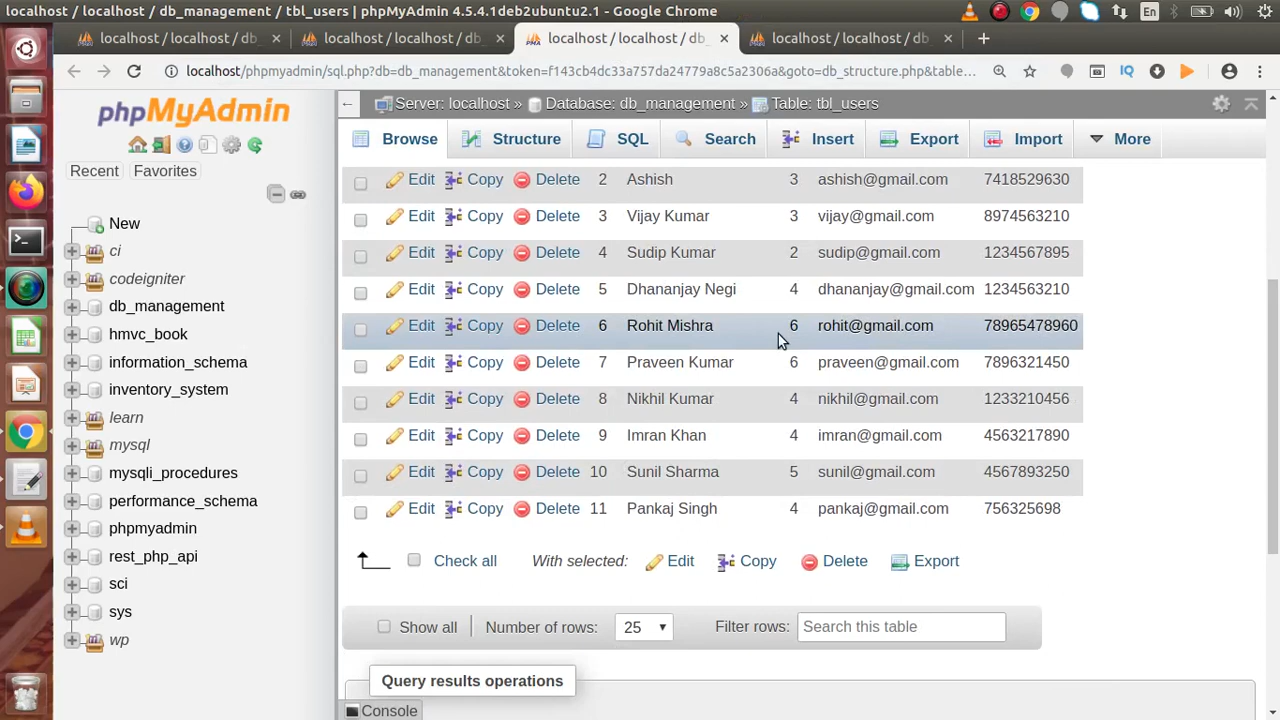 localhost / localhost / db_management / tbl_users | phpMyAdmin 4.5.4.1deb2ubuntu2.1 - Google Chrome
En
localhost / localhost / db_
localhost / localhost / db_
localhost / localhost / db_
localhost / localhost / db_
localhost/phpmyadmin/sql.php?db=db_management&token=f143cb4dc33a757da24779a8c5a2306a&goto=db_structure.php&table...
IQ
phpMyAdmin
Recent
Favorites
New
ci
codeigniter
db_management
hmvc_book
information_schema
inventory_system
learn
mysql
mysqli_procedures
performance_schema
phpmyadmin
rest_php_api
sci
sys
wp
Server: localhost » Database: db_management » Table: tbl_users
Browse Structure SQL Search Insert Export Import More
Edit Copy Delete 2 Ashish 3 ashish@gmail.com 7418529630
Edit Copy Delete 3 Vijay Kumar 3 vijay@gmail.com 8974563210
Edit Copy Delete 4 Sudip Kumar 2 sudip@gmail.com 1234567895
Edit Copy Delete 5 Dhananjay Negi 4 dhananjay@gmail.com 1234563210
Edit Copy Delete 6 Rohit Mishra 6 rohit@gmail.com 78965478960
Edit Copy Delete 7 Praveen Kumar 6 praveen@gmail.com 7896321450
Edit Copy Delete 8 Nikhil Kumar 4 nikhil@gmail.com 1233210456
Edit Copy Delete 9 Imran Khan 4 imran@gmail.com 4563217890
Edit Copy Delete 10 Sunil Sharma 5 sunil@gmail.com 4567893250
Edit Copy Delete 11 Pankaj Singh 4 pankaj@gmail.com 756325698
Check all With selected: Edit Copy Delete Export
Show all Number of rows: 25 Filter rows: Search this table
Query results operations
Console